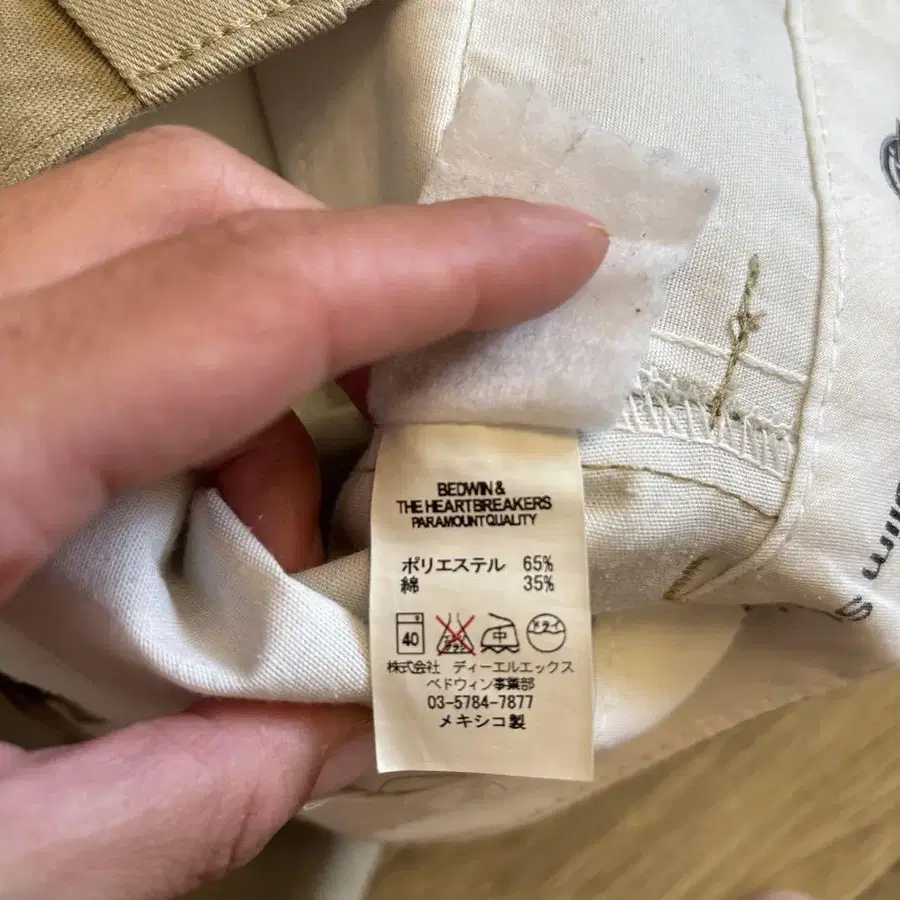 BEDWIN &
THE HEARTBREAKERS
PARAMOUNT QUALITY
ポリエステル 65%
綿 35%
40 中 ドライ
株式会社 ディーエルエックス
ベドウィン事業部
03-5784-7877
メキシコ製